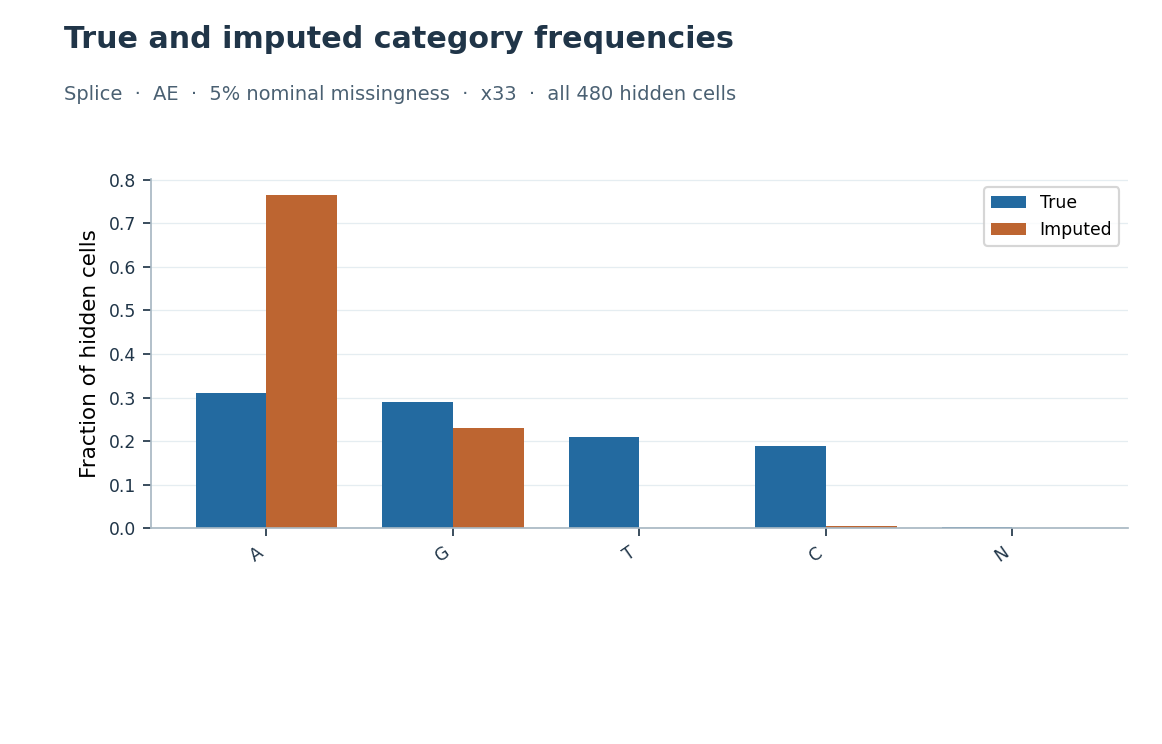 True and imputed category frequencies
Splice · AE · 5% nominal missingness · x33 · all 480 hidden cells
Fraction of hidden cells
0.8
0.7
0.6
0.5
0.4
0.3
0.2
0.1
0.0
True
Imputed
A
G
T
C
N